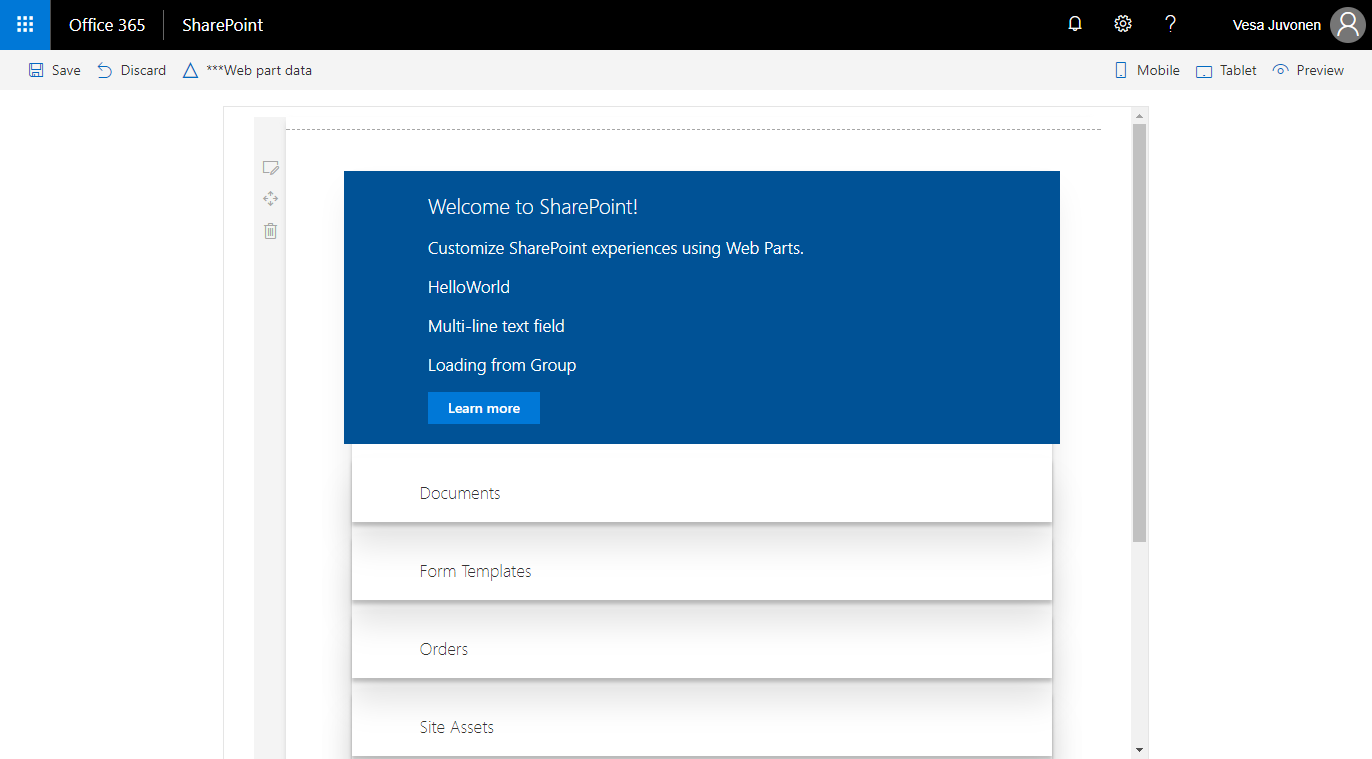 Office 365 SharePoint Vesa Juvonen
Save Discard ***Web part data Mobile Tablet Preview
Welcome to SharePoint!
Customize SharePoint experiences using Web Parts.
HelloWorld
Multi-line text field
Loading from Group
Learn more
Documents
Form Templates
Orders
Site Assets